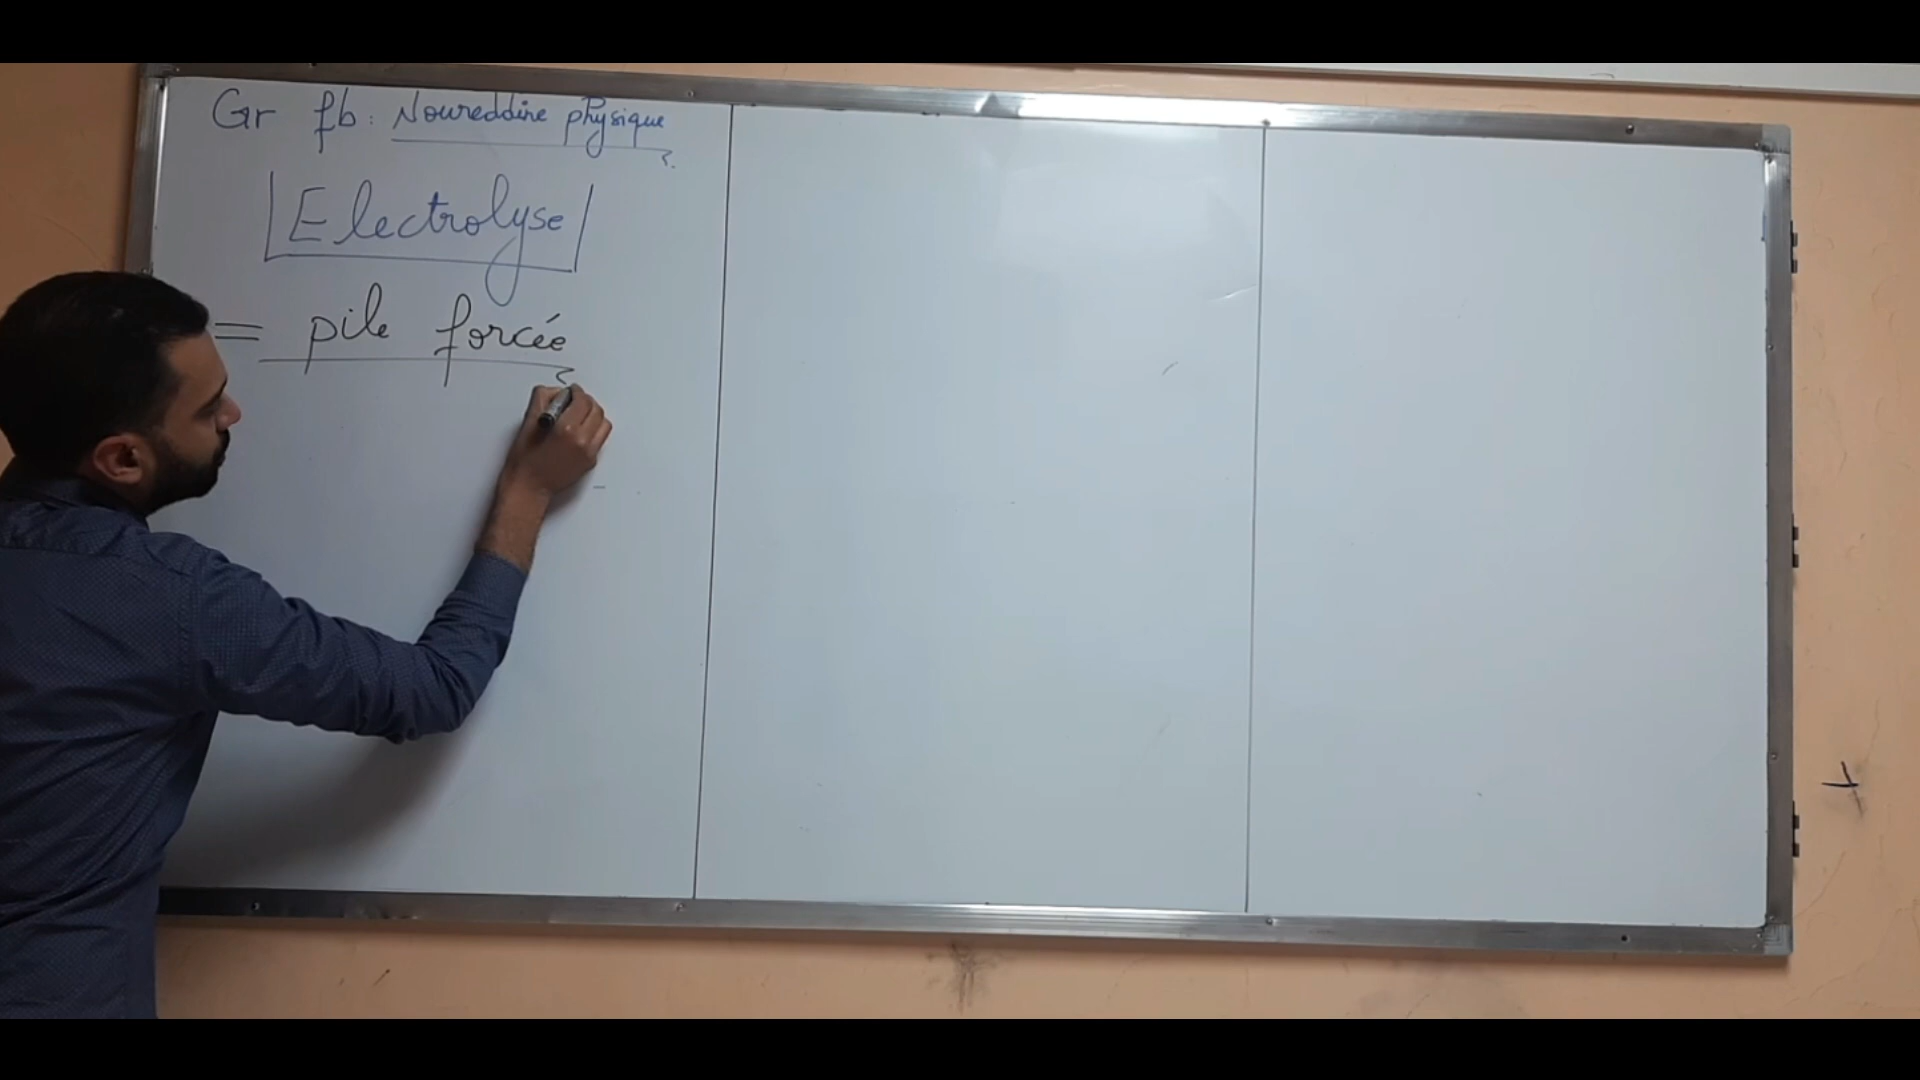 Gr fb : Noureddine physique
Electrolyse
= pile forcée